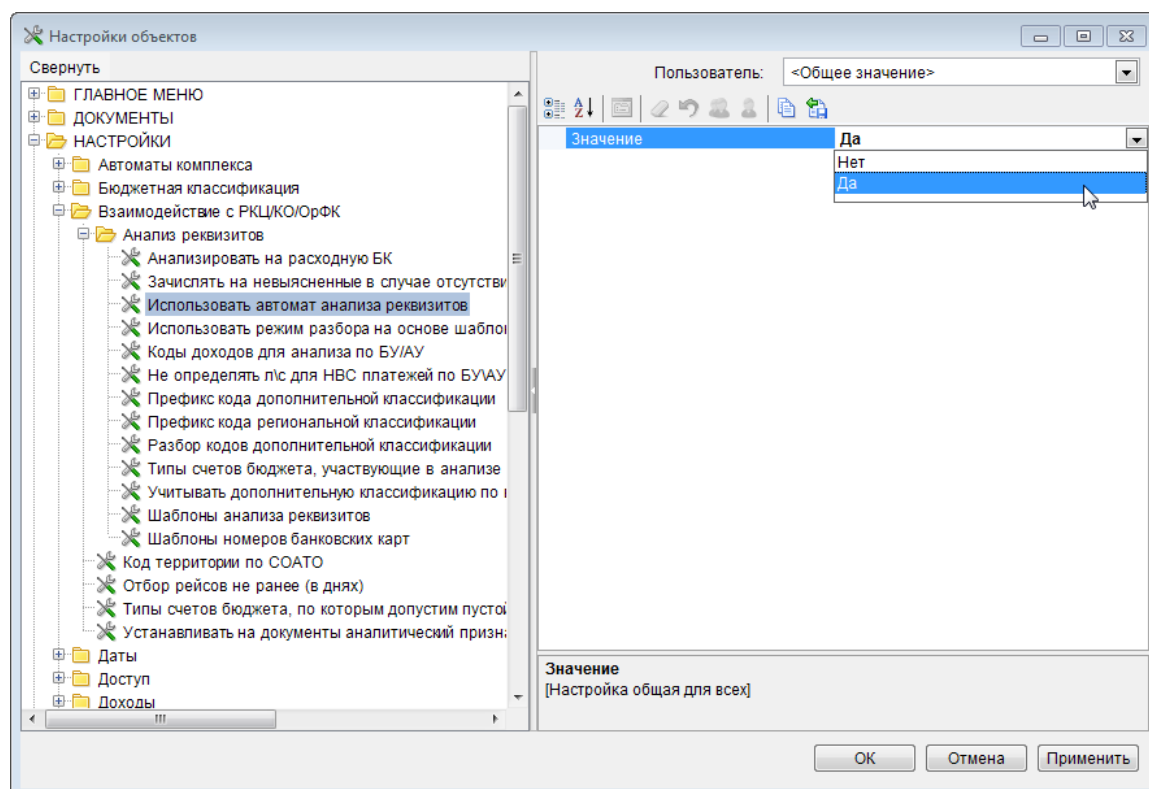 Настройки объектов
Свернуть
ГЛАВНОЕ МЕНЮ
ДОКУМЕНТЫ
НАСТРОЙКИ
Автоматы комплекса
Бюджетная классификация
Взаимодействие с РКЦ/КО/ОрФК
Анализ реквизитов
Анализировать на расходную БК
Зачислять на невыясненные в случае отсутстви
Использовать автомат анализа реквизитов
Использовать режим разбора на основе шабло
Коды доходов для анализа по БУ/АУ
Не определять л\с для НВС платежей по БУ\АУ
Префикс кода дополнительной классификации
Префикс кода региональной классификации
Разбор кодов дополнительной классификации
Типы счетов бюджета, участвующие в анализе
Учитывать дополнительную классификацию по
Шаблоны анализа реквизитов
Шаблоны номеров банковских карт
Код территории по СОАТО
Отбор рейсов не ранее (в днях)
Типы счетов бюджета, по которым допустим пустой
Устанавливать на документы аналитический призн
Даты
Доступ
Доходы
Пользователь: <Общее значение>
Значение Да
Нет
Да
Значение
[Настройка общая для всех]
ОК Отмена Применить